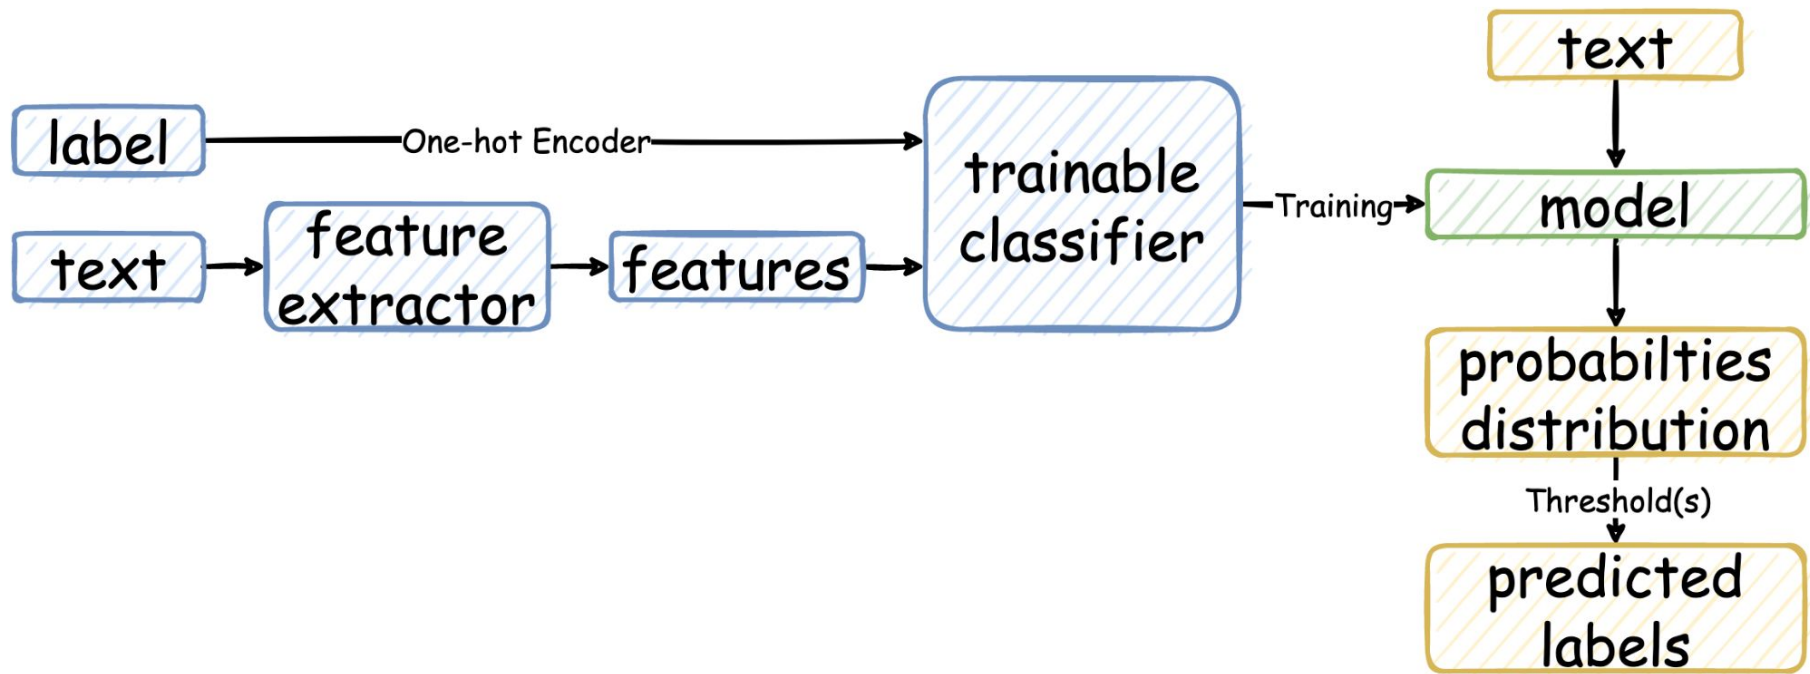 label
One-hot Encoder
text
feature
extractor
features
trainable
classifier
Training
text
model
probabilties
distribution
Threshold(s)
predicted
labels